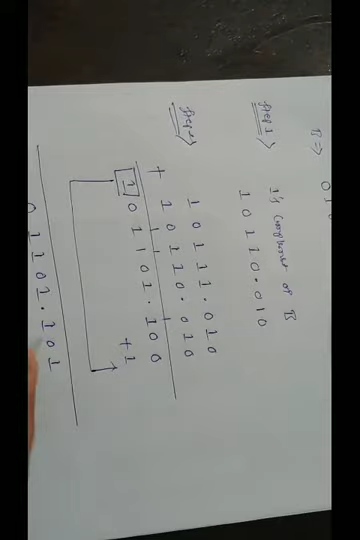 B ⇒ 010
Step 1 1's Complement of B
10110.010
Step 2
10111.010
+ 10110.010
1 01101.100
+1
01101.101